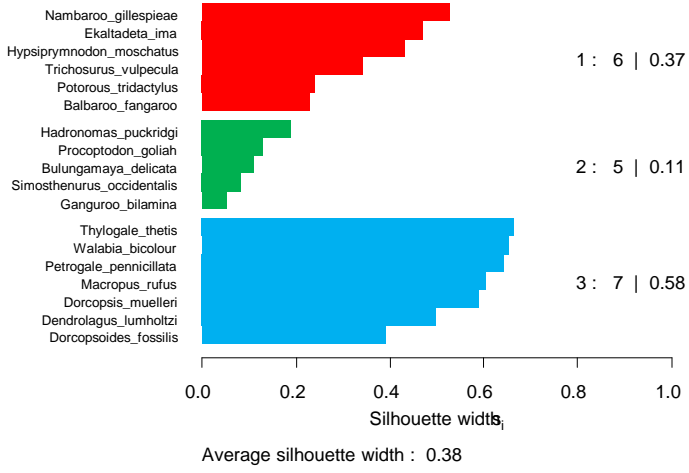 Nambaroo_gillespieae
Ekaltadeta_ima
Hypsiprymnodon_moschatus
Trichosurus_vulpecula
Potorous_tridactylus
Balbaroo_fangaroo
1 : 6 | 0.37
Hadronomas_puckridgi
Procoptodon_goliah
Bulungamaya_delicata
Simosthenurus_occidentalis
Ganguroo_bilamina
2 : 5 | 0.11
Thylogale_thetis
Walabia_bicolour
Petrogale_pennicillata
Macropus_rufus
Dorcopsis_muelleri
Dendrolagus_lumholtzi
Dorcopsoides_fossilis
3 : 7 | 0.58
0.0 0.2 0.4 0.6 0.8 1.0
Silhouette width si
Average silhouette width : 0.38